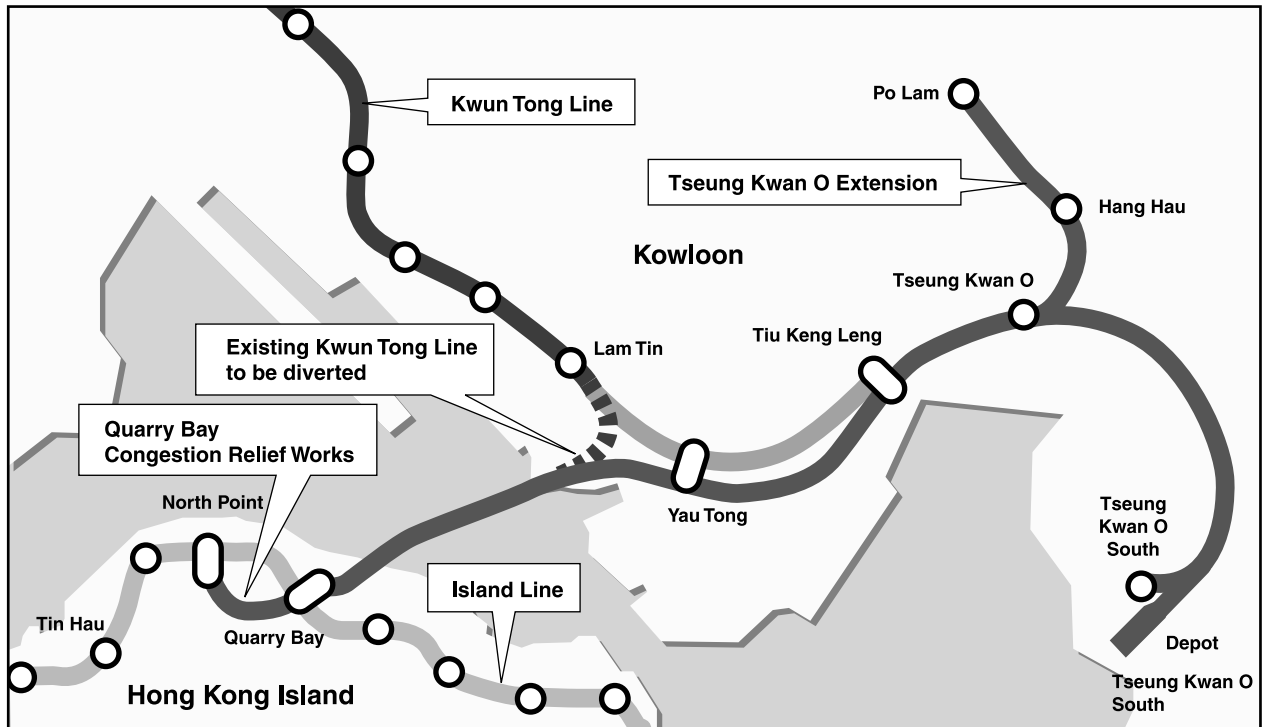 Kwun Tong Line
Po Lam
Tseung Kwan O Extension
Hang Hau
Kowloon
Tseung Kwan O
Existing Kwun Tong Line
to be diverted
Lam Tin
Tiu Keng Leng
Quarry Bay
Congestion Relief Works
North Point
Yau Tong
Tseung
Kwan O
South
Island Line
Tin Hau
Quarry Bay
Depot
Hong Kong Island
Tseung Kwan O
South